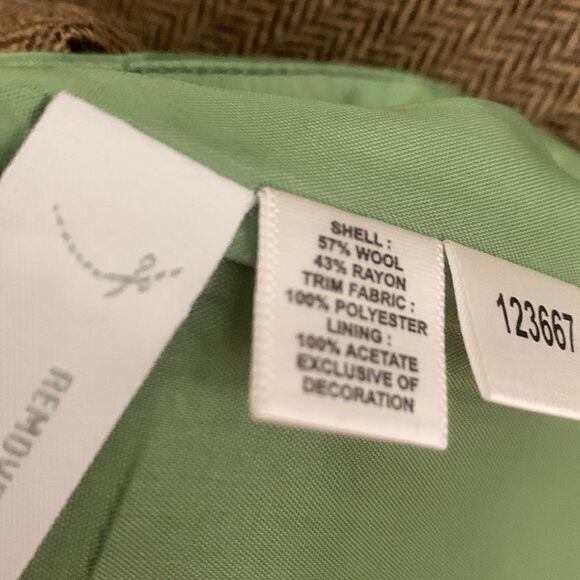 SHELL :
57% WOOL
43% RAYON
TRIM FABRIC :
100% POLYESTER
LINING :
100% ACETATE
EXCLUSIVE OF
DECORATION
123667
REMOVE